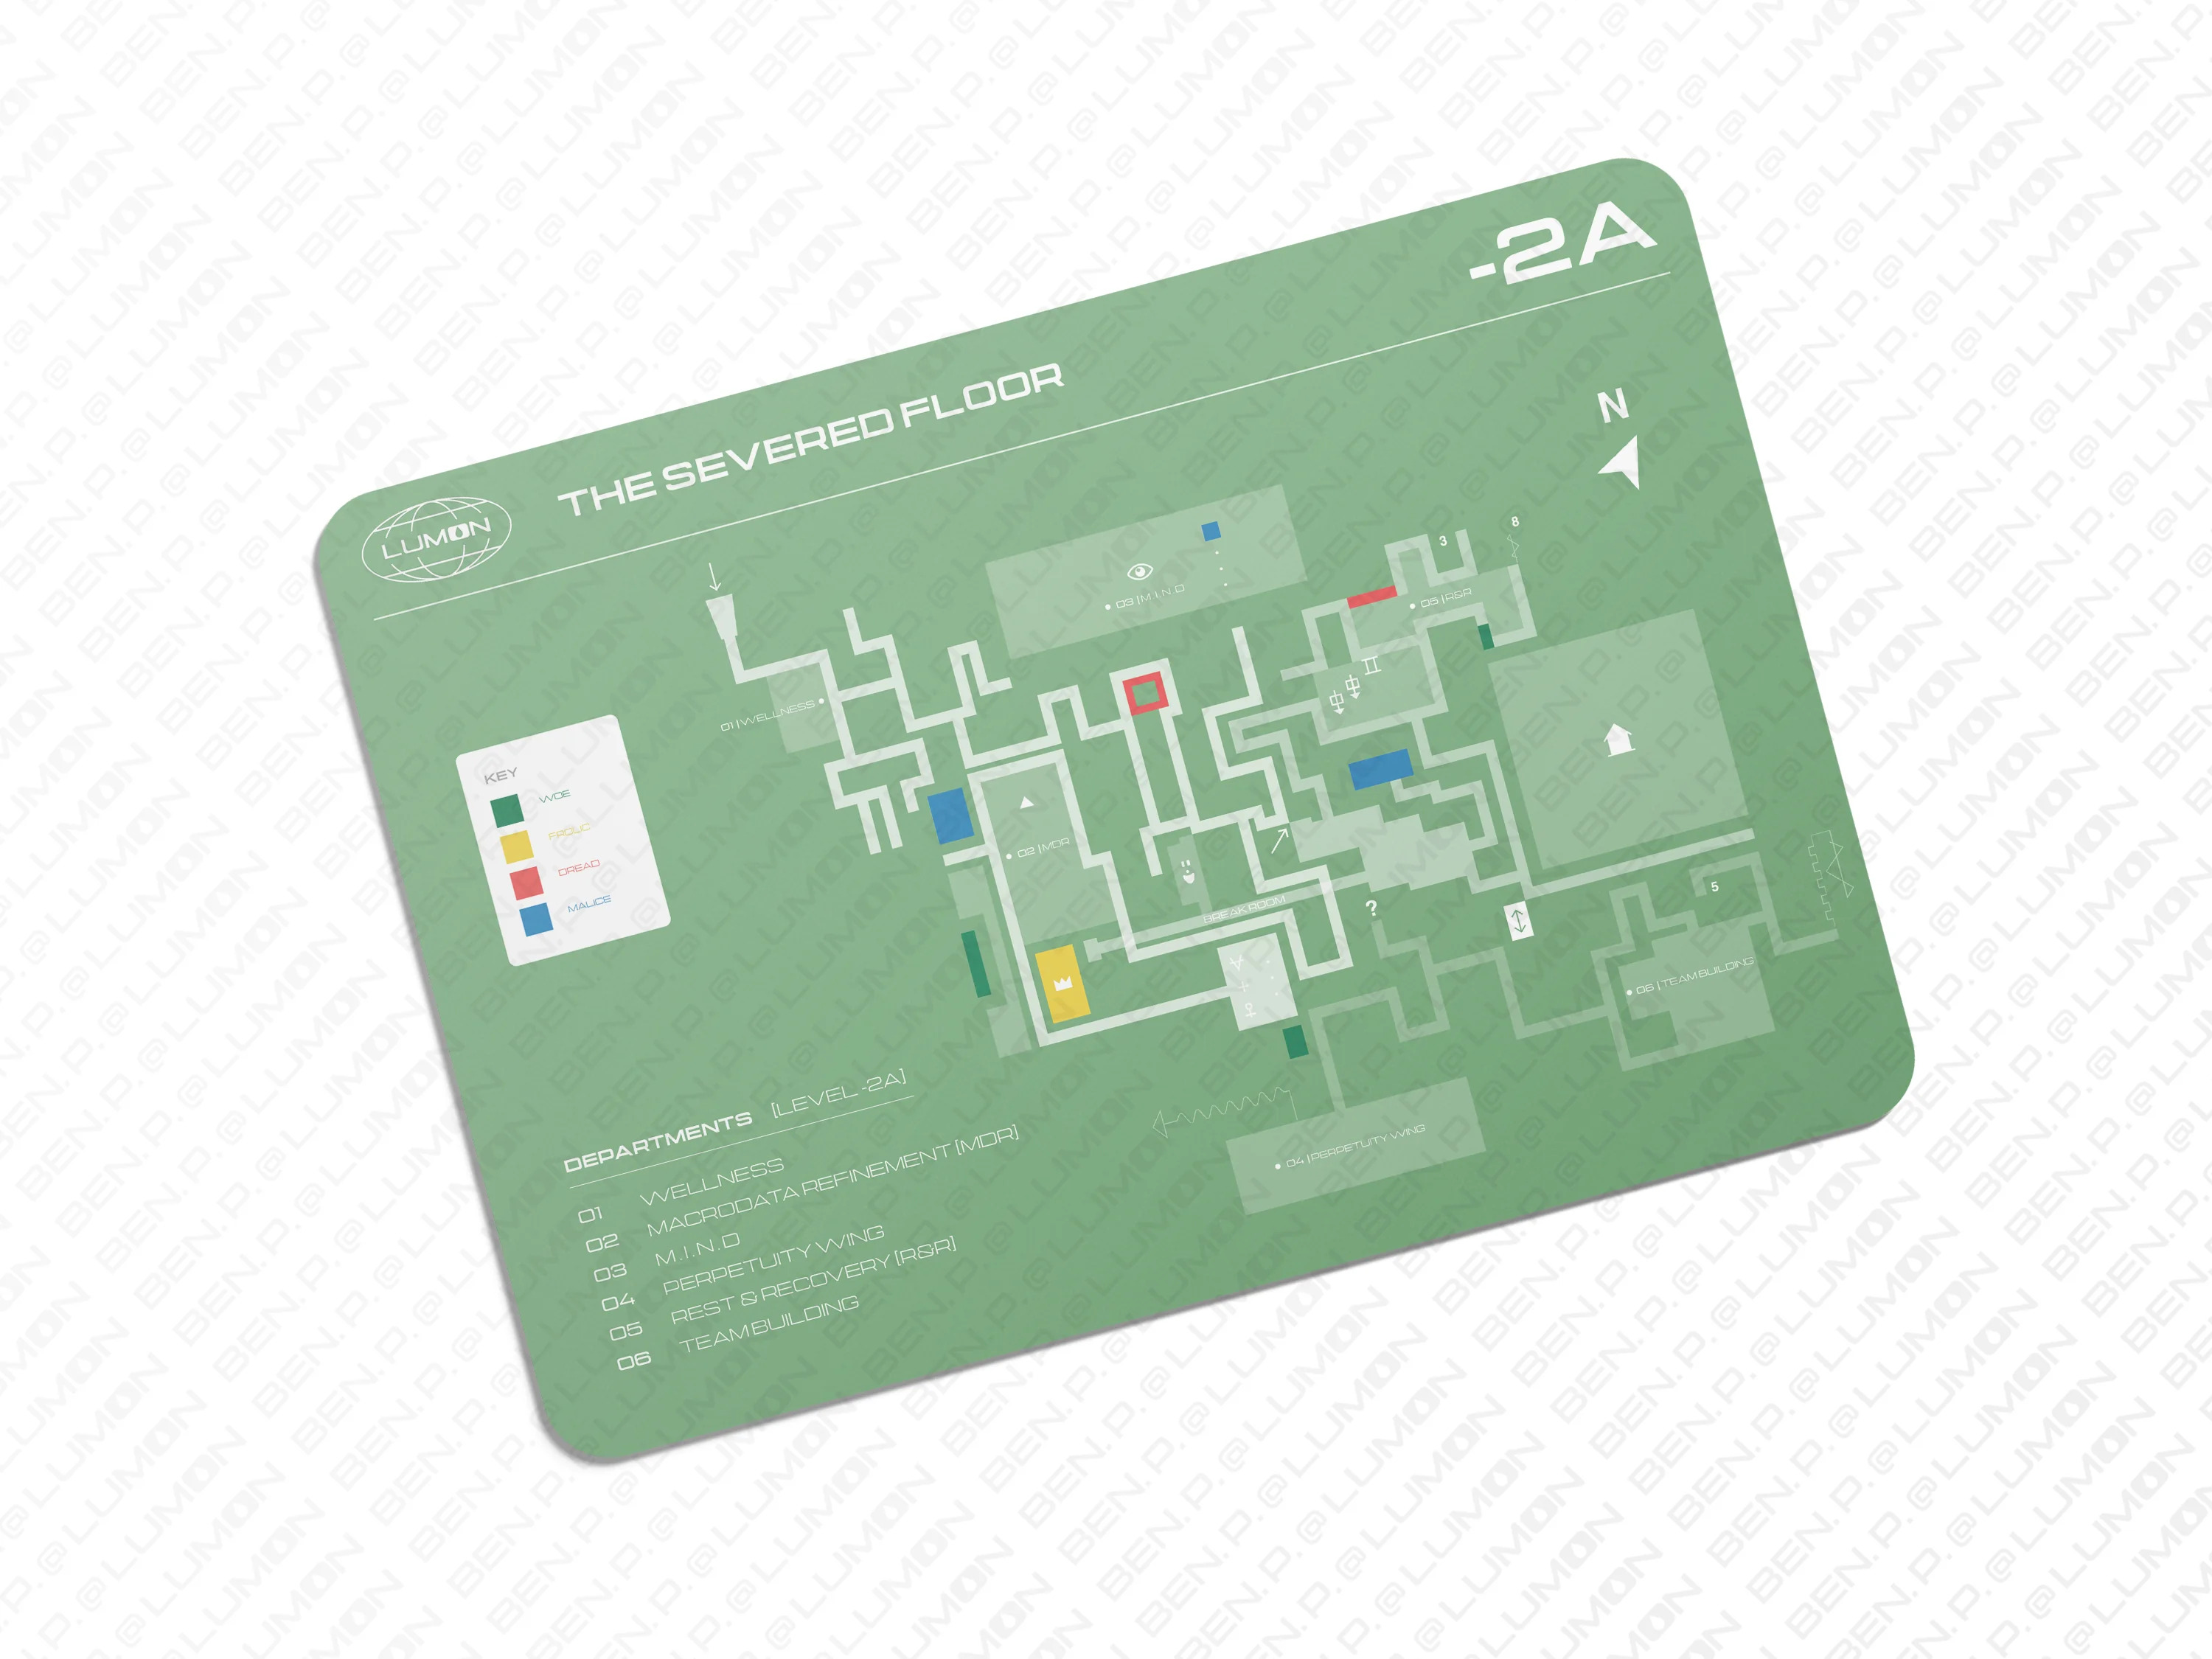 -2A
THE SEVERED FLOOR
LUMON
N
8
3
03 | M.I.N.D
05 | R&R
01 | WELLNESS
KEY
WOE
FROLIC
DREAD
MALICE
02 | MDR
BREAK ROOM
?
5
06 | TEAM BUILDING
04 | PERPETUITY WING
DEPARTMENTS [LEVEL -2A]
01 WELLNESS
02 MACRODATA REFINEMENT [MDR]
03 M.I.N.D
04 PERPETUITY WING
05 REST & RECOVERY [R&R]
06 TEAM BUILDING
BEN.P.@LUMON